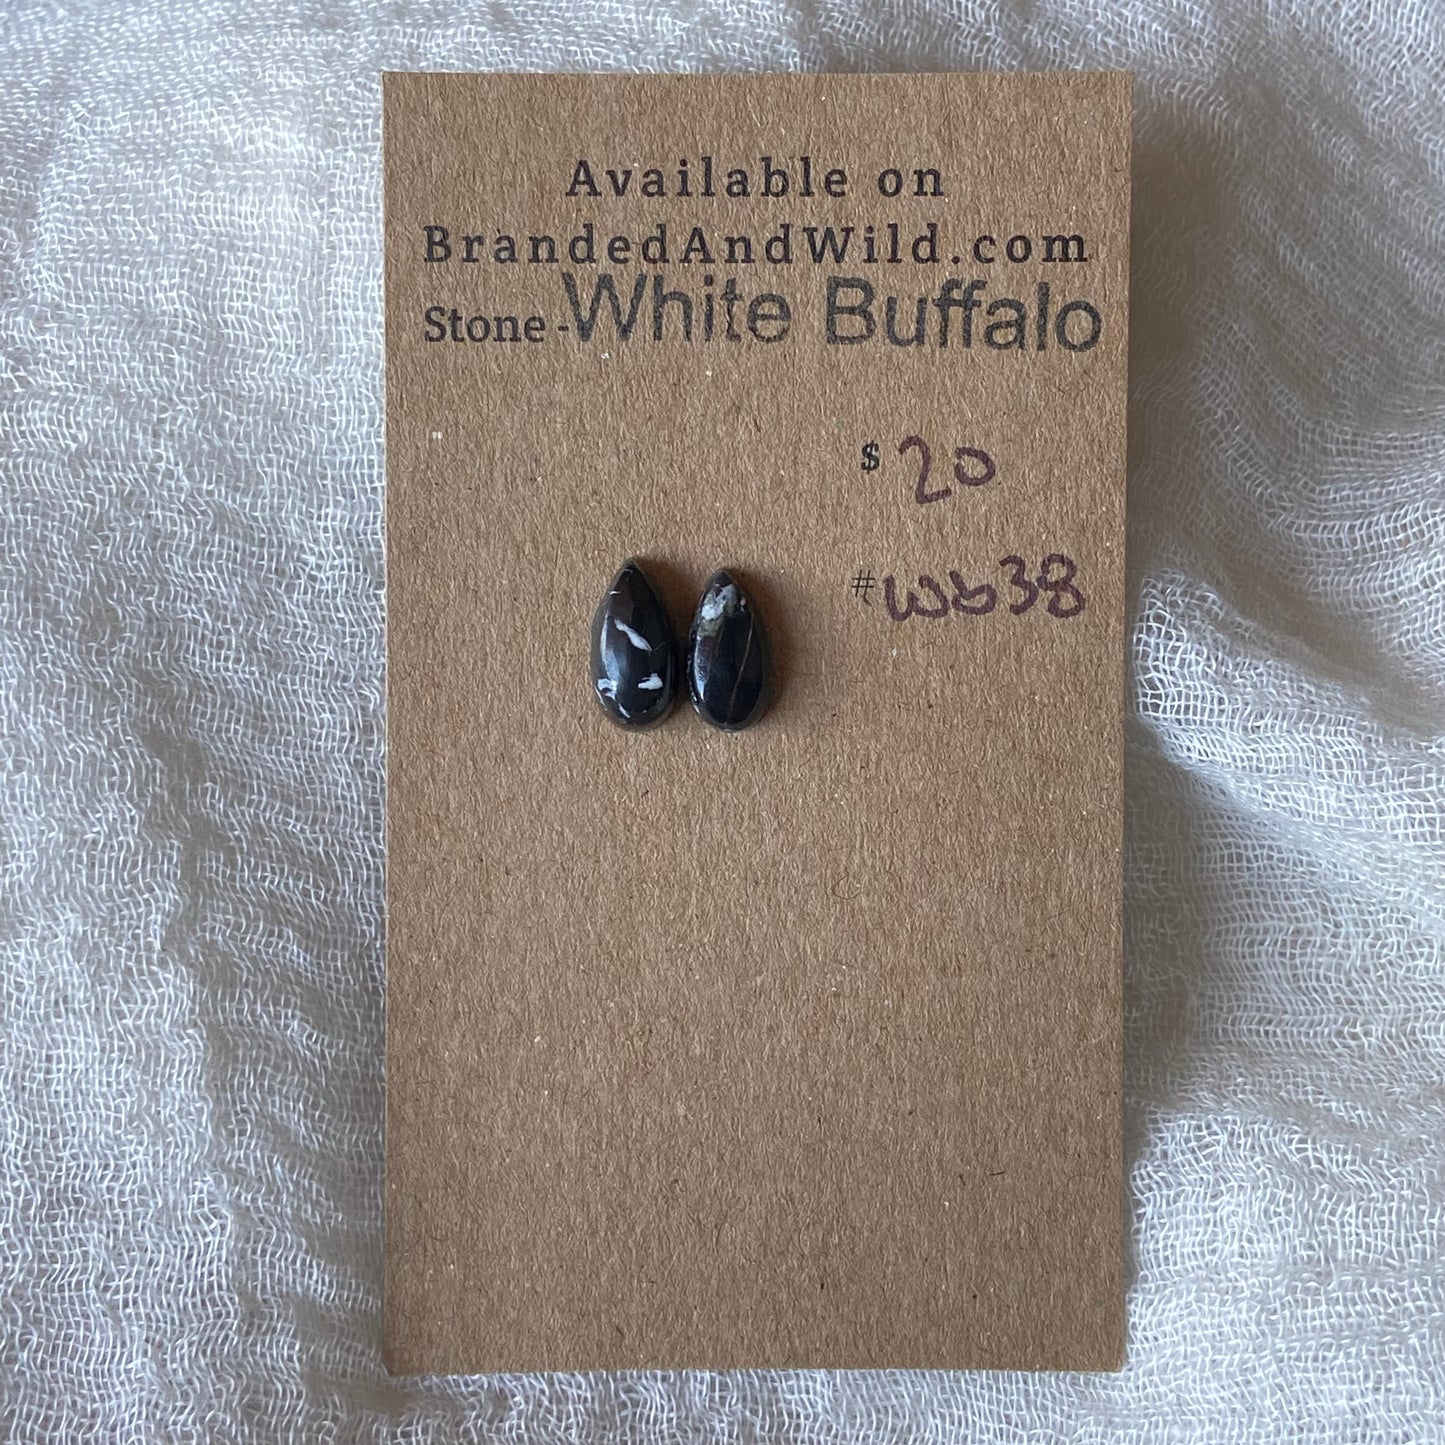 Available on
BrandedAndWild.com
Stone - White Buffalo
$ 20
# wb38